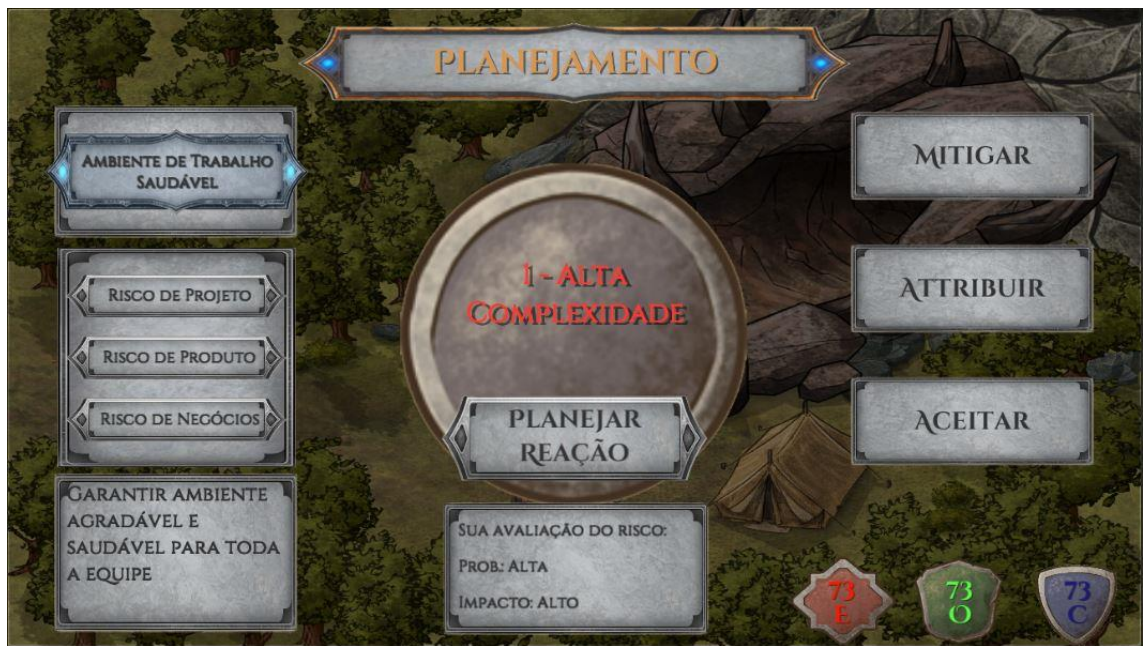 Planejamento
Ambiente de Trabalho
Saudável
Risco de Projeto
Risco de Produto
Risco de Negócios
Garantir ambiente
agradável e
saudável para toda
a equipe
1 - Alta
Complexidade
Planejar
Reação
Sua avaliação do risco:
Prob.: Alta
Impacto: Alto
Mitigar
Attribuir
Aceitar
73
E
73
O
73
C